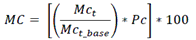 MC = [(Mc_t / Mc_t_base) * Pc] * 100